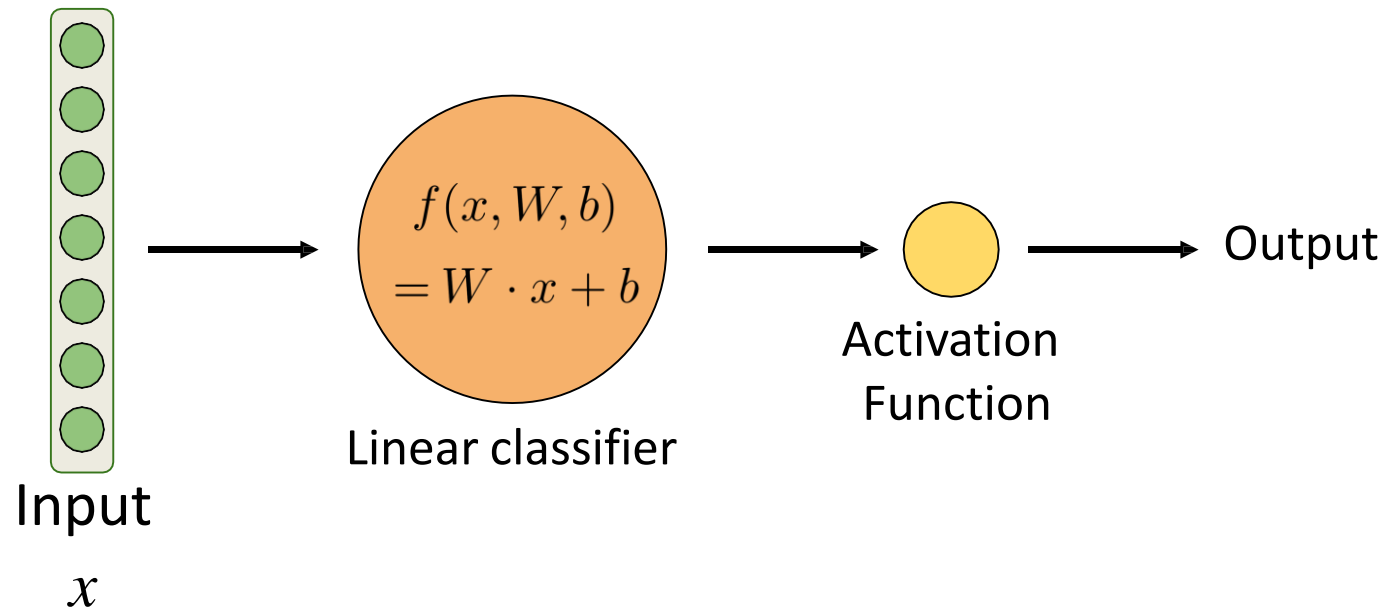 Input
x
f(x, W, b)
= W · x + b
Linear classifier
Activation
Function
Output